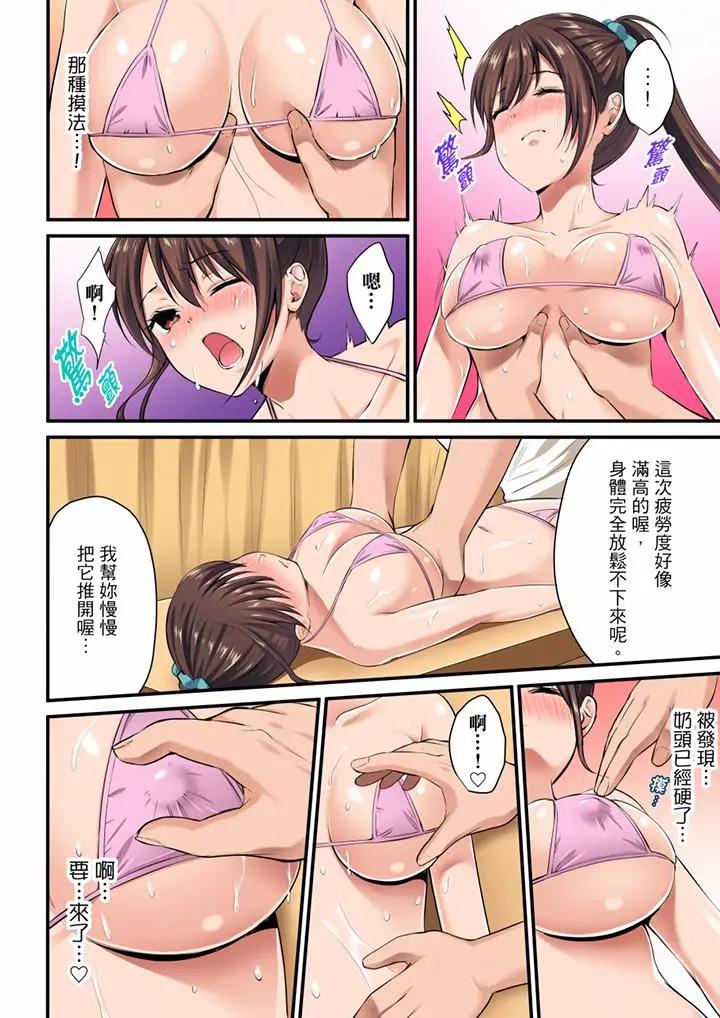 …！
驚
顫
驚
顫
那種摸法…！
嗯…
啊！
驚
顫
這次疲勞度好像
滿高的喔，
身體完全放鬆不下來呢。
我幫妳慢慢
把它推開喔…
被發現…
奶頭已經硬了…
摸…
啊…！♡
啊…
要…來了…♡